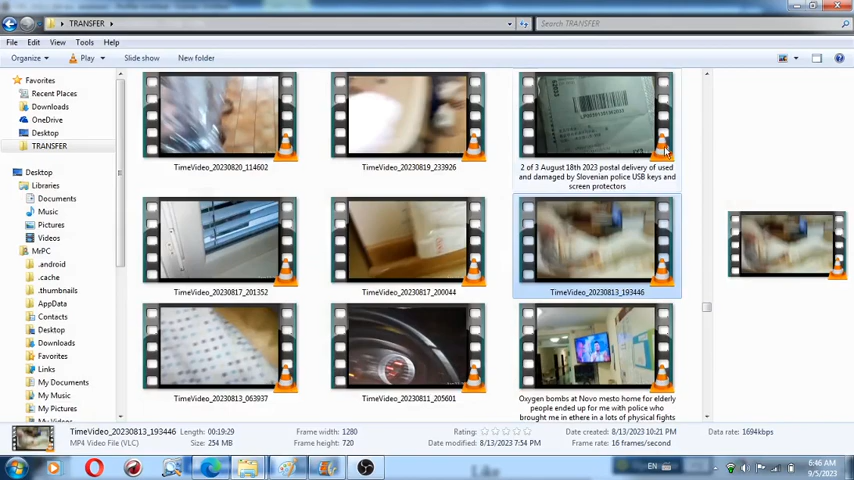 TRANSFER
Search TRANSFER
File Edit View Tools Help
Organize Play Slide show New folder
Favorites
Recent Places
Downloads
OneDrive
Desktop
TRANSFER
Desktop
Libraries
Documents
Music
Pictures
Videos
MrPC
.android
.cache
.thumbnails
AppData
Contacts
Desktop
Downloads
Favorites
Links
My Documents
My Music
My Pictures
TimeVideo_20230820_114602
TimeVideo_20230819_233926
2 of 3 August 18th 2023 postal delivery of used
and damaged by Slovenian police USB keys and
screen protectors
TimeVideo_20230817_201352
TimeVideo_20230817_200044
TimeVideo_20230813_193446
TimeVideo_20230813_063937
TimeVideo_20230811_205601
Oxygen bombs at Novo mesto home for elderly
people ended up for me with police who
brought me in ethere in a lots of physical fights
TimeVideo_20230813_193446 Length: 00:19:29 Frame width: 1280 Rating: Date created: 8/13/2023 10:21 PM Data rate: 1694kbps
MP4 Video File (VLC) Size: 254 MB Frame height: 720 Date modified: 8/13/2023 7:54 PM Frame rate: 16 frames/second
Like
EN
6:46 AM
9/5/2023